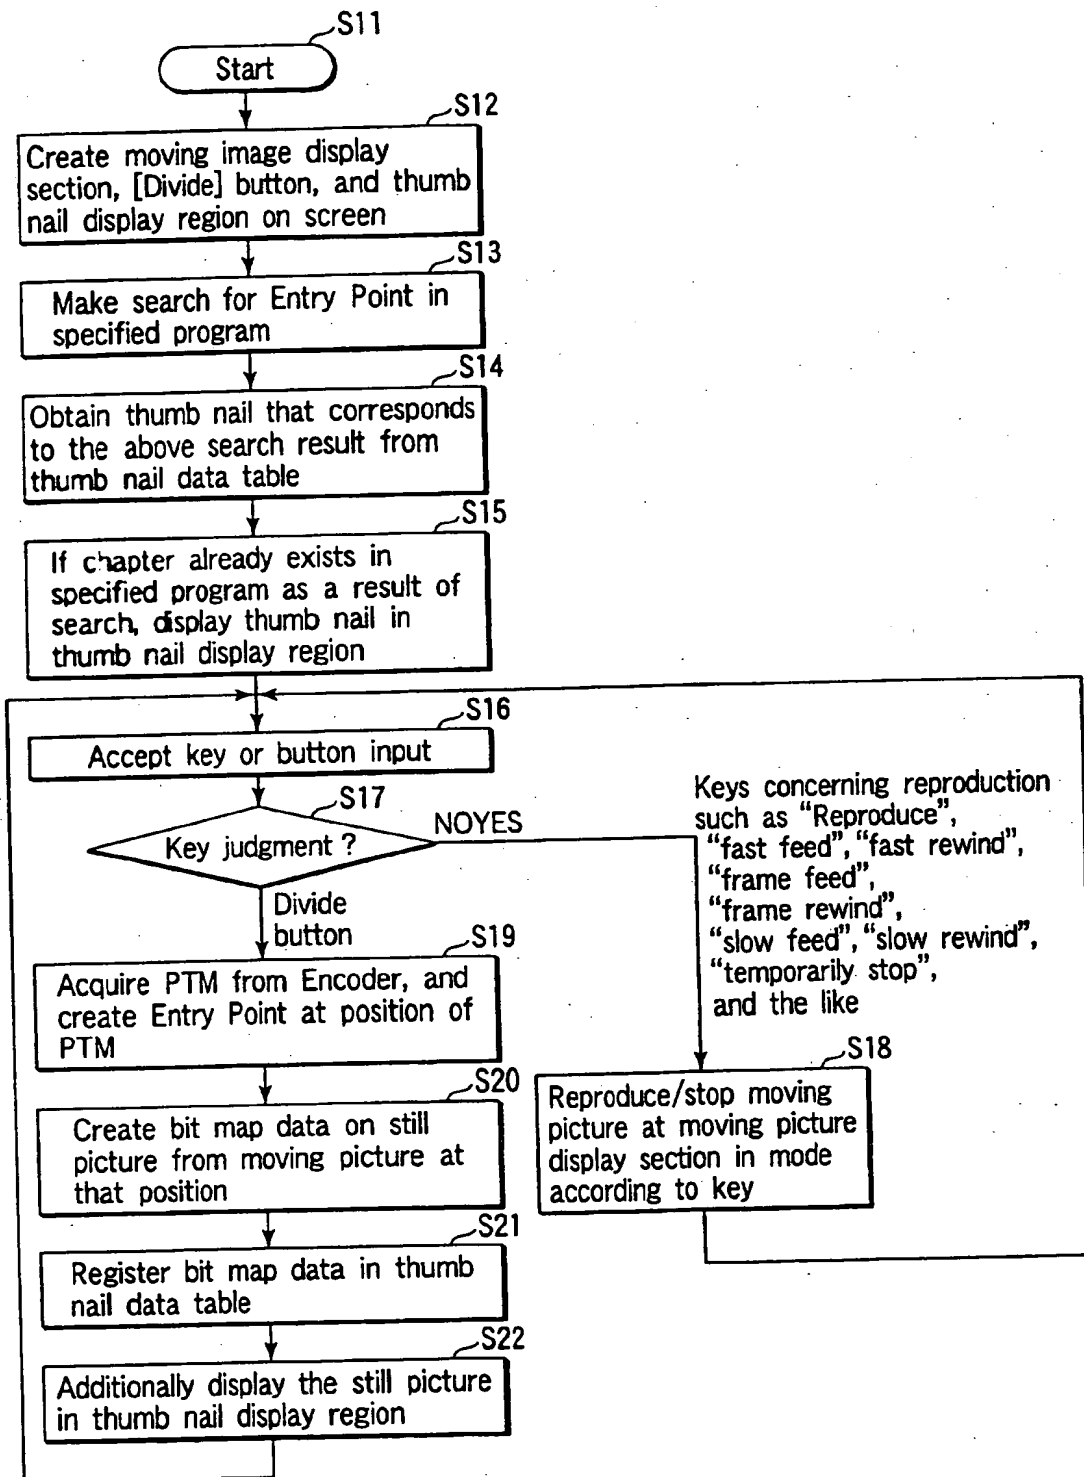 S11
Start
S12
Create moving image display
section, [Divide] button, and thumb
nail display region on screen
S13
Make search for Entry Point in
specified program
S14
Obtain thumb nail that corresponds
to the above search result from
thumb nail data table
S15
If chapter already exists in
specified program as a result of
search, display thumb nail in
thumb nail display region
S16
Accept key or button input
S17
Key judgment ?
NOYES
Keys concerning reproduction
such as “Reproduce”,
“fast feed”, “fast rewind”,
“frame feed”,
“frame rewind”,
“slow feed”, “slow rewind”,
“temporarily stop”,
and the like
Divide
button
S19
Acquire PTM from Encoder, and
create Entry Point at position of
PTM
S18
Reproduce/stop moving
picture at moving picture
display section in mode
according to key
S20
Create bit map data on still
picture from moving picture at
that position
S21
Register bit map data in thumb
nail data table
S22
Additionally display the still picture
in thumb nail display region